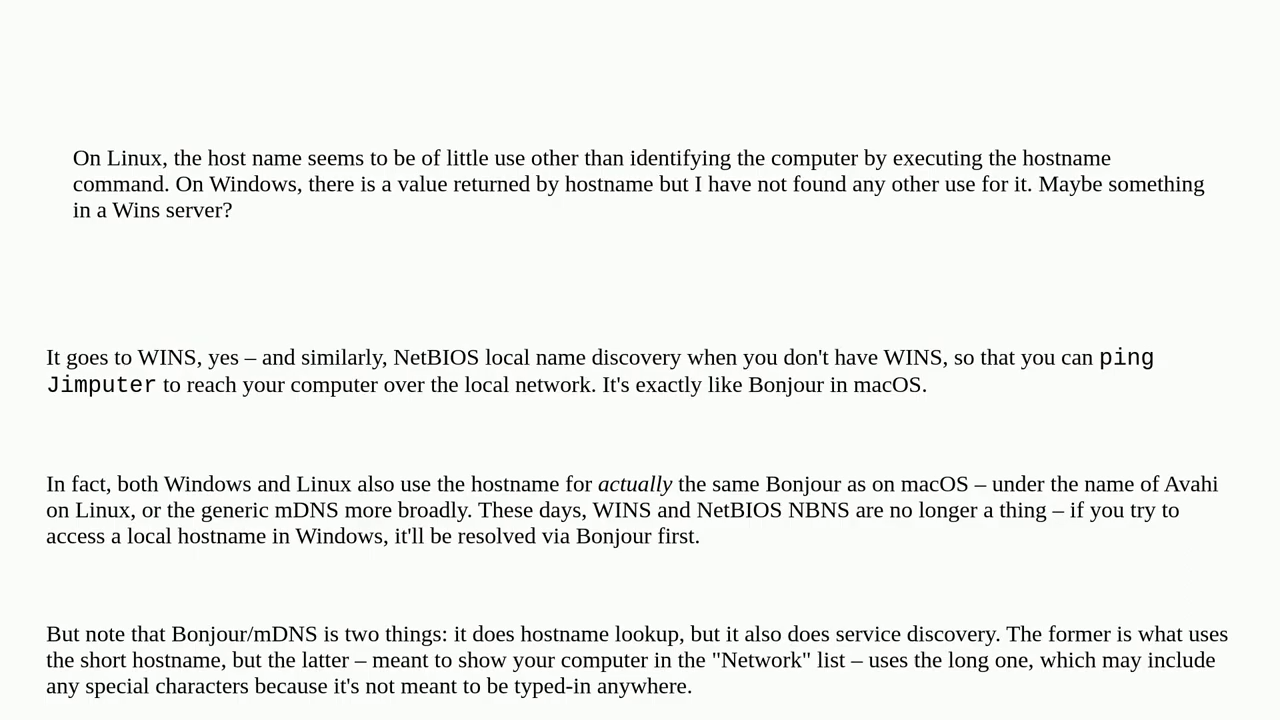 On Linux, the host name seems to be of little use other than identifying the computer by executing the hostname
command. On Windows, there is a value returned by hostname but I have not found any other use for it. Maybe something
in a Wins server?
It goes to WINS, yes – and similarly, NetBIOS local name discovery when you don't have WINS, so that you can ping
Jimputer to reach your computer over the local network. It's exactly like Bonjour in macOS.
In fact, both Windows and Linux also use the hostname for actually the same Bonjour as on macOS – under the name of Avahi
on Linux, or the generic mDNS more broadly. These days, WINS and NetBIOS NBNS are no longer a thing – if you try to
access a local hostname in Windows, it'll be resolved via Bonjour first.
But note that Bonjour/mDNS is two things: it does hostname lookup, but it also does service discovery. The former is what uses
the short hostname, but the latter – meant to show your computer in the "Network" list – uses the long one, which may include
any special characters because it's not meant to be typed-in anywhere.